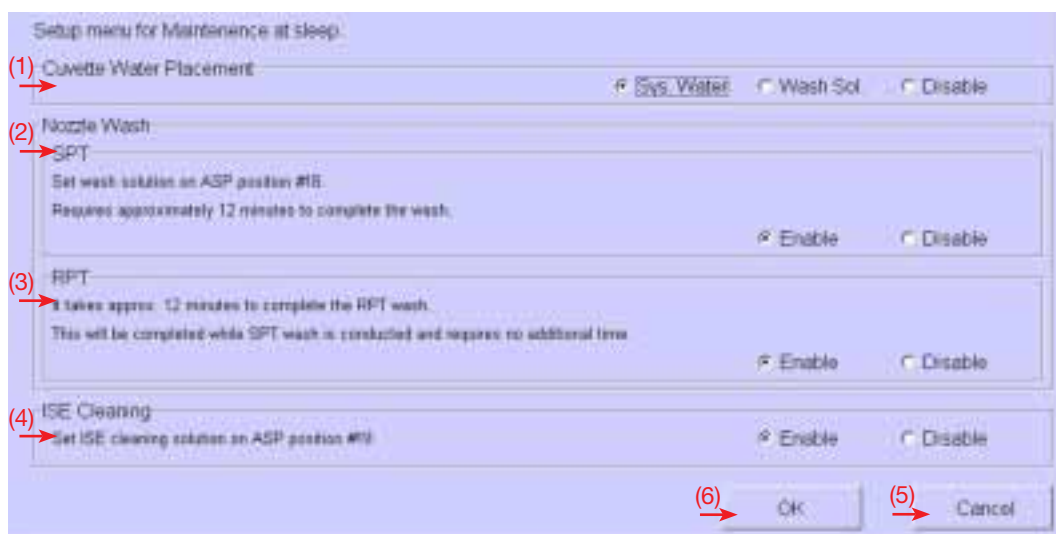 Setup menu for Maintenence at sleep.
(1) Cuvette Water Placement
Sys. Water Wash Sol. Disable
(2) Nozzle Wash
SPT
Set wash solution on ASP position
Requires approximately 12 minutes to complete the wash.
Enable Disable
(3) RPT
It takes approx. 12 minutes to complete the RPT wash.
This will be completed while SPT wash is conducted and requires no additional time
Enable Disable
(4) ISE Cleaning
Set ISE cleaning solution on ASP position
Enable Disable
(6) OK (5) Cancel